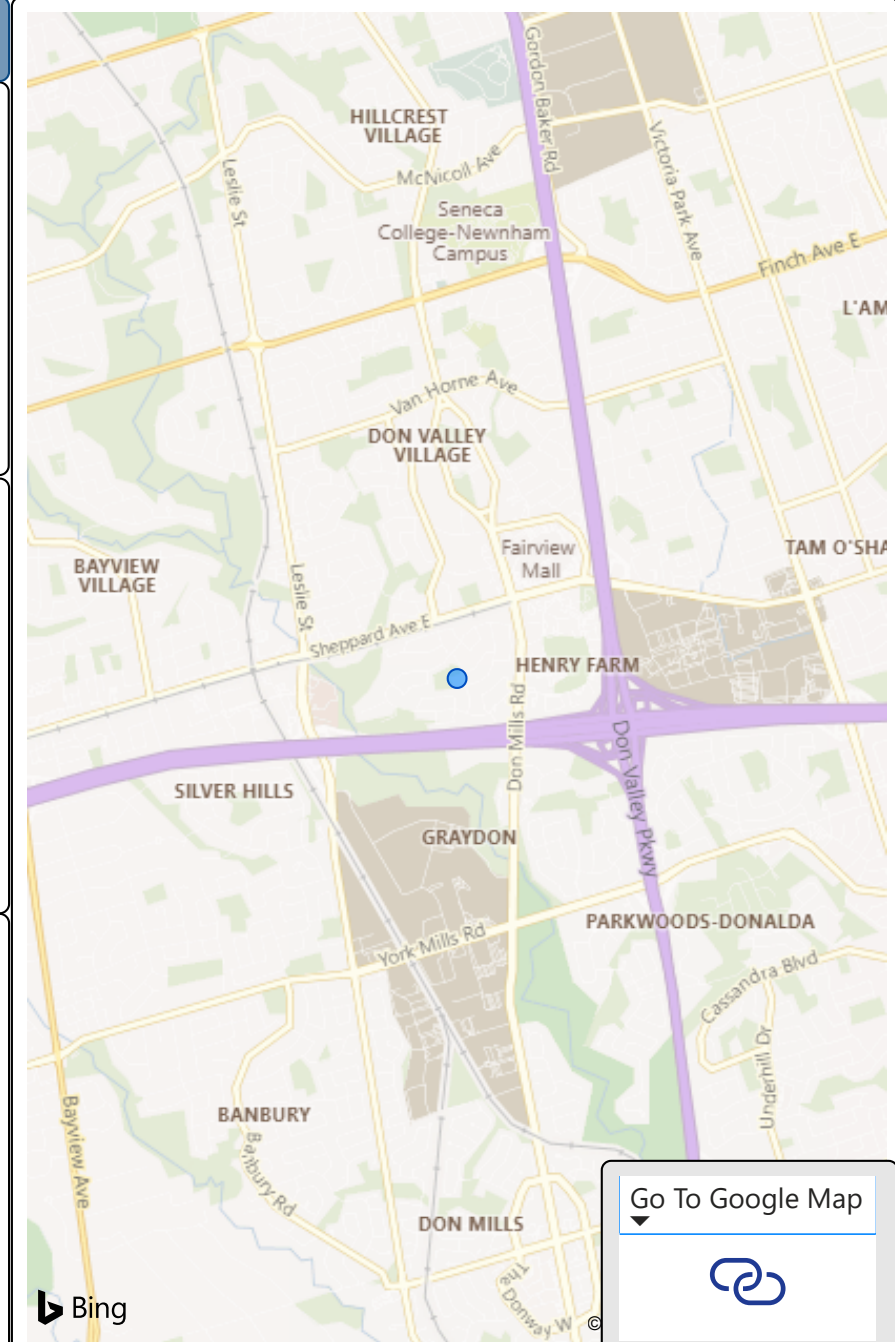 Gordon Baker Rd
HILLCREST
VILLAGE
McNicoll Ave
Victoria Park Ave
Leslie St
Seneca
College-Newnham
Campus
Finch Ave E
L'AM
Van Horne Ave
DON VALLEY
VILLAGE
Fairview
Mall
TAM O'SHA
BAYVIEW
VILLAGE
Leslie St
Sheppard Ave E
HENRY FARM
Don Mills Rd
Don Valley Pkwy
SILVER HILLS
GRAYDON
PARKWOODS-DONALDA
York Mills Rd
Cassandra Blvd
Underhill Dr
BANBURY
Bayview Ave
Banbury Rd
DON MILLS
The Donway W
Go To Google Map
Bing
©